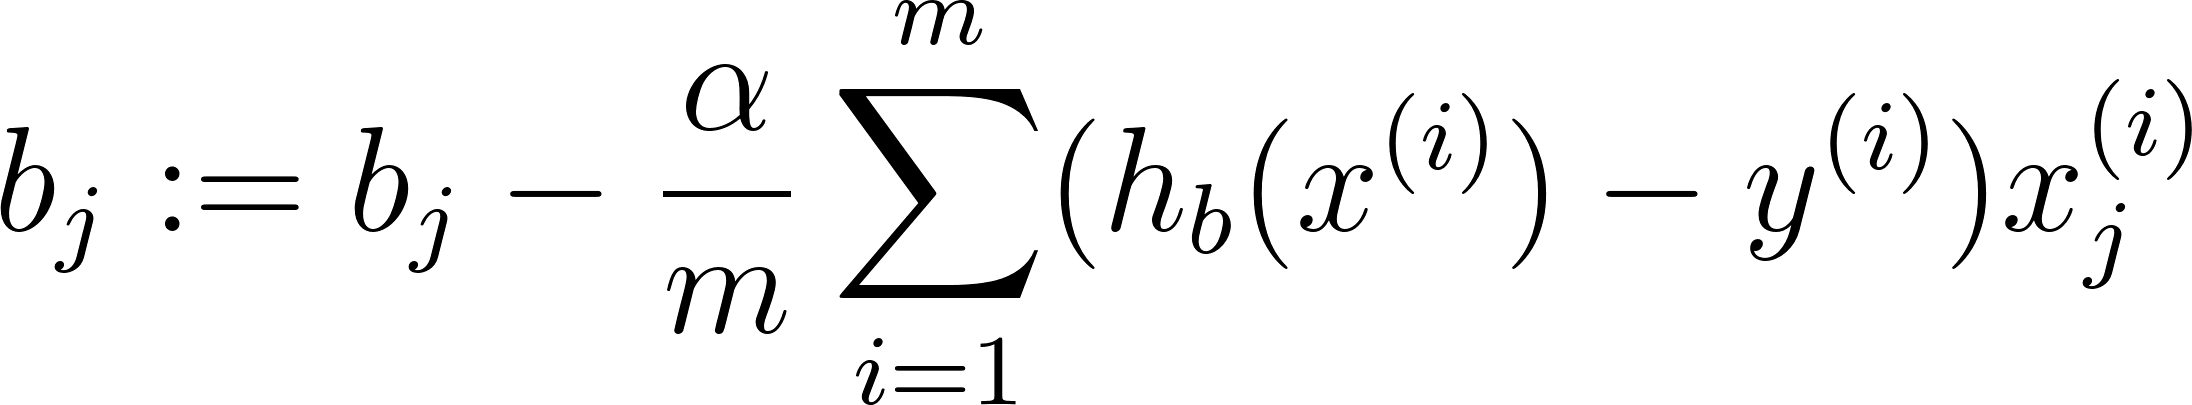 b_j := b_j - \frac{\alpha}{m} \sum_{i=1}^{m} (h_b(x^{(i)}) - y^{(i)}) x_j^{(i)}